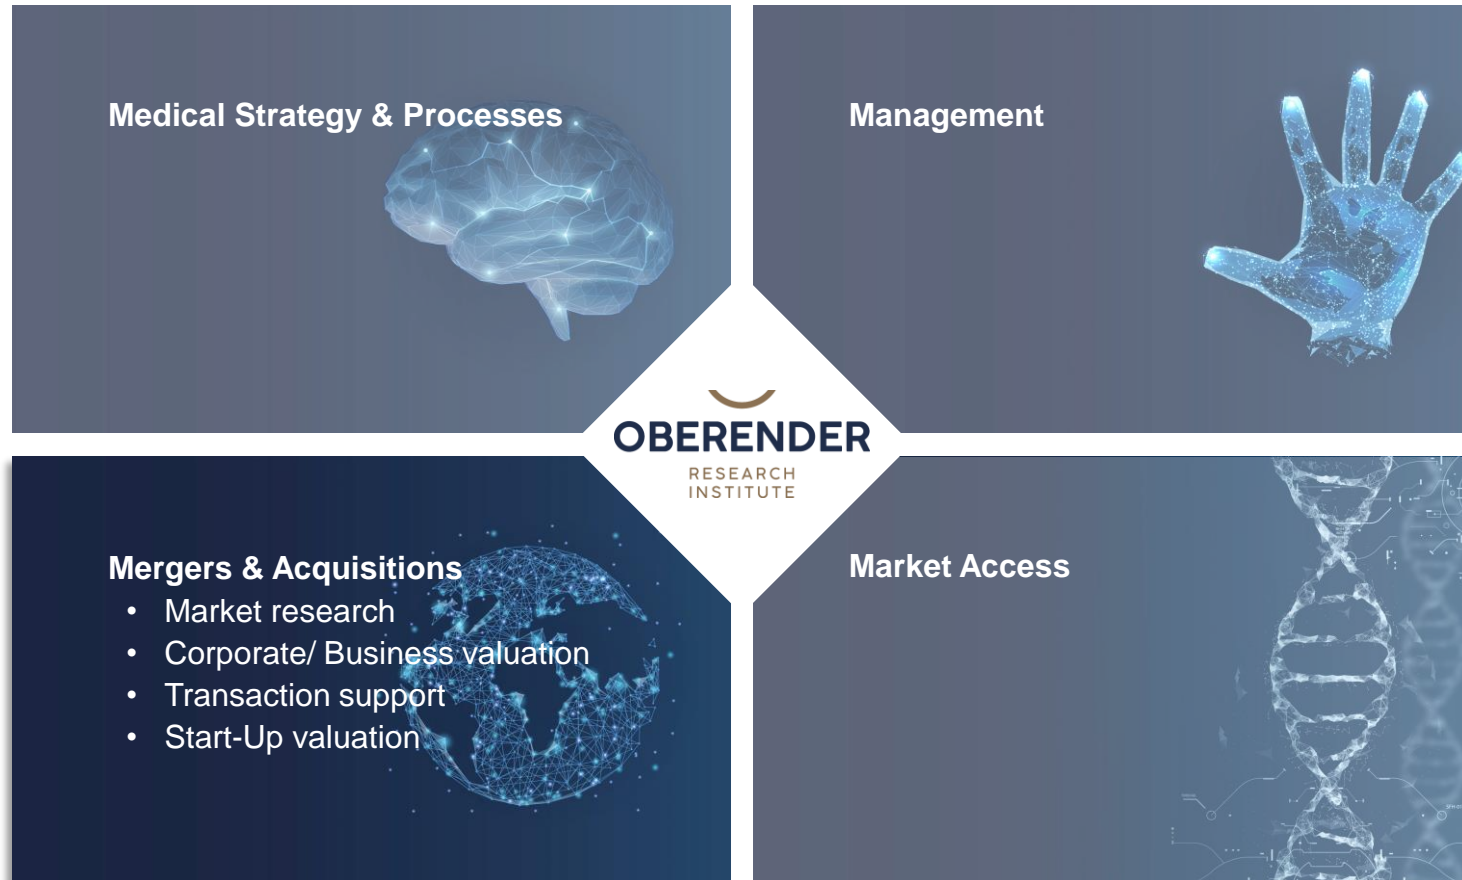 Medical Strategy & Processes
Management
OBERENDER
RESEARCH
INSTITUTE
Mergers & Acquisitions
• Market research
• Corporate/ Business valuation
• Transaction support
• Start-Up valuation
Market Access